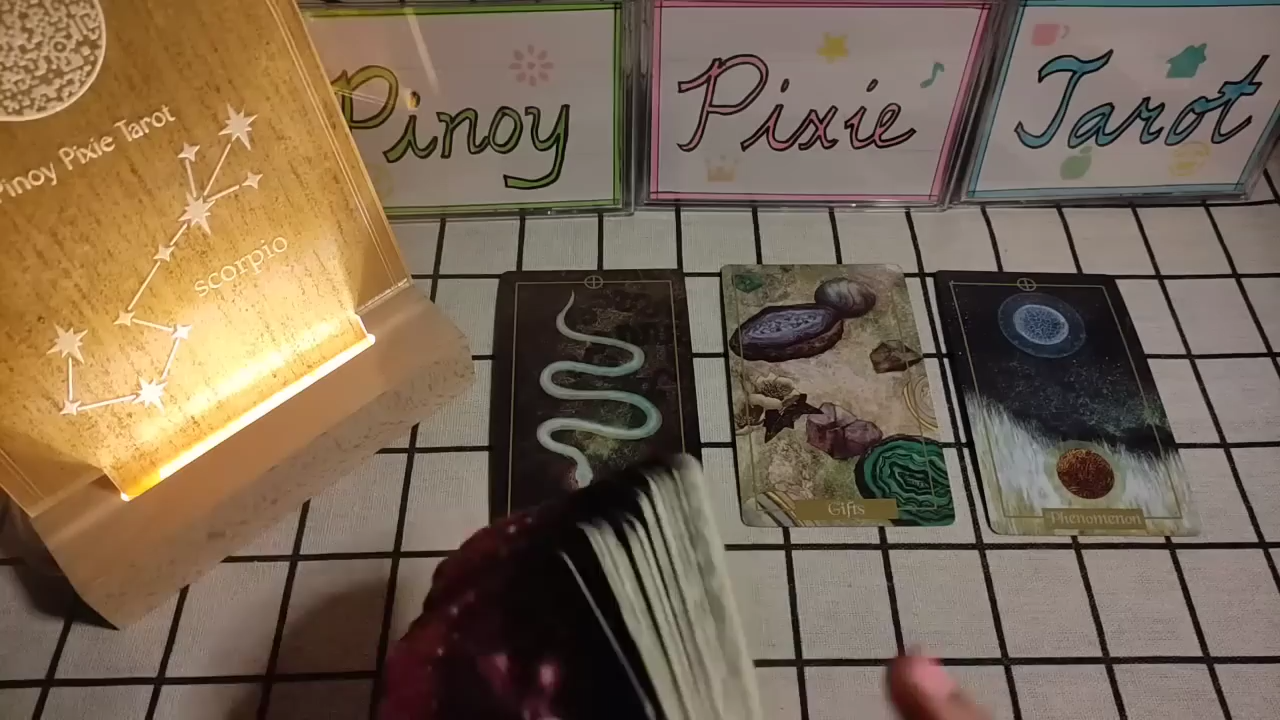 Pinoy Pixie Tarot
scorpio
Pinoy
Pixie
Tarot
Gifts
Phenomenon